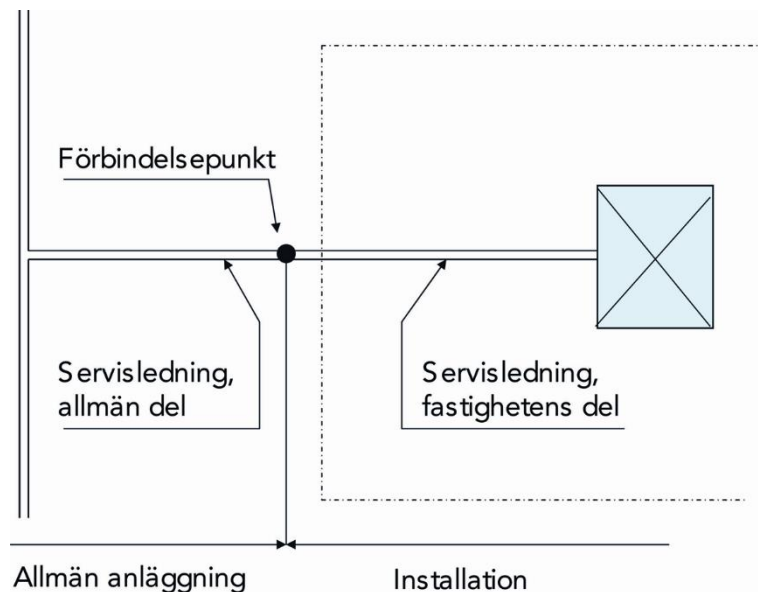 Förbindelsepunkt
Servisledning,
allmän del
Servisledning,
fastighetens del
Allmän anläggning
Installation